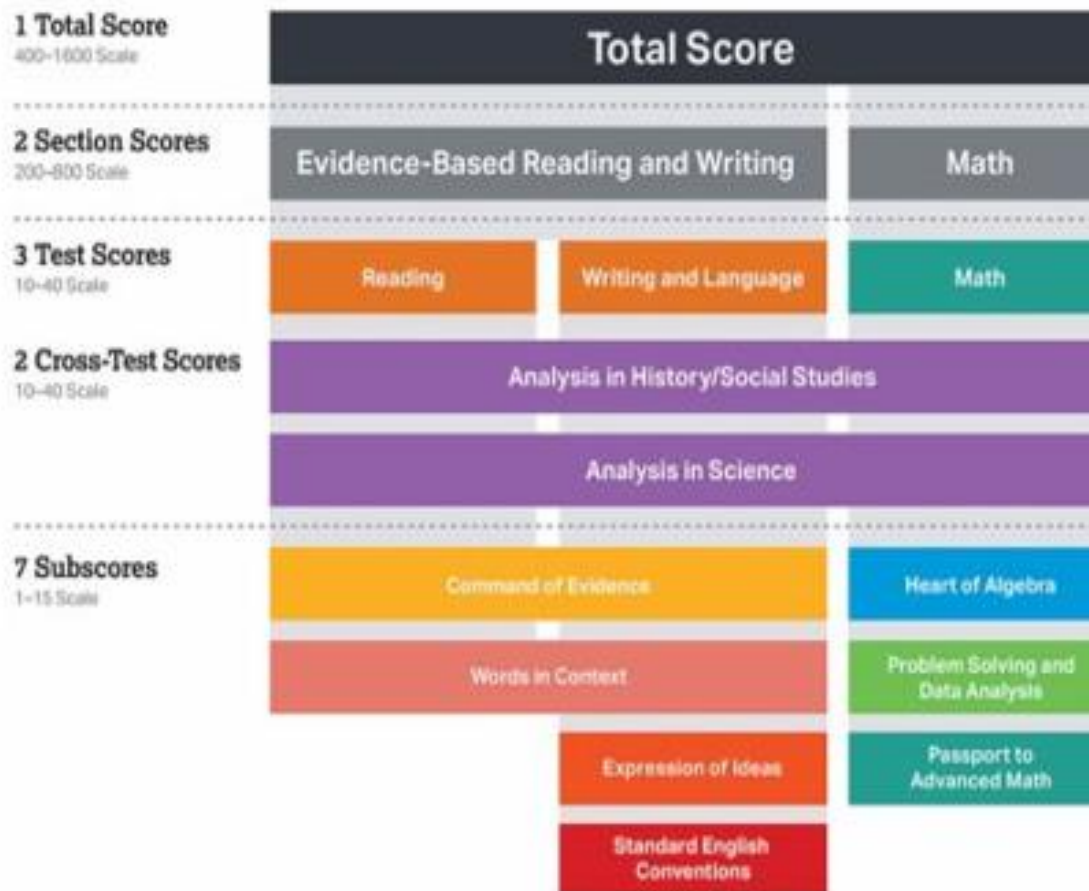 1 Total Score
400–1600 Scale
Total Score
2 Section Scores
200–800 Scale
Evidence-Based Reading and Writing
Math
3 Test Scores
10–40 Scale
Reading
Writing and Language
Math
2 Cross-Test Scores
10–40 Scale
Analysis in History/Social Studies
Analysis in Science
7 Subscores
1–15 Scale
Command of Evidence
Heart of Algebra
Words in Context
Problem Solving and
Data Analysis
Expression of Ideas
Passport to
Advanced Math
Standard English
Conventions